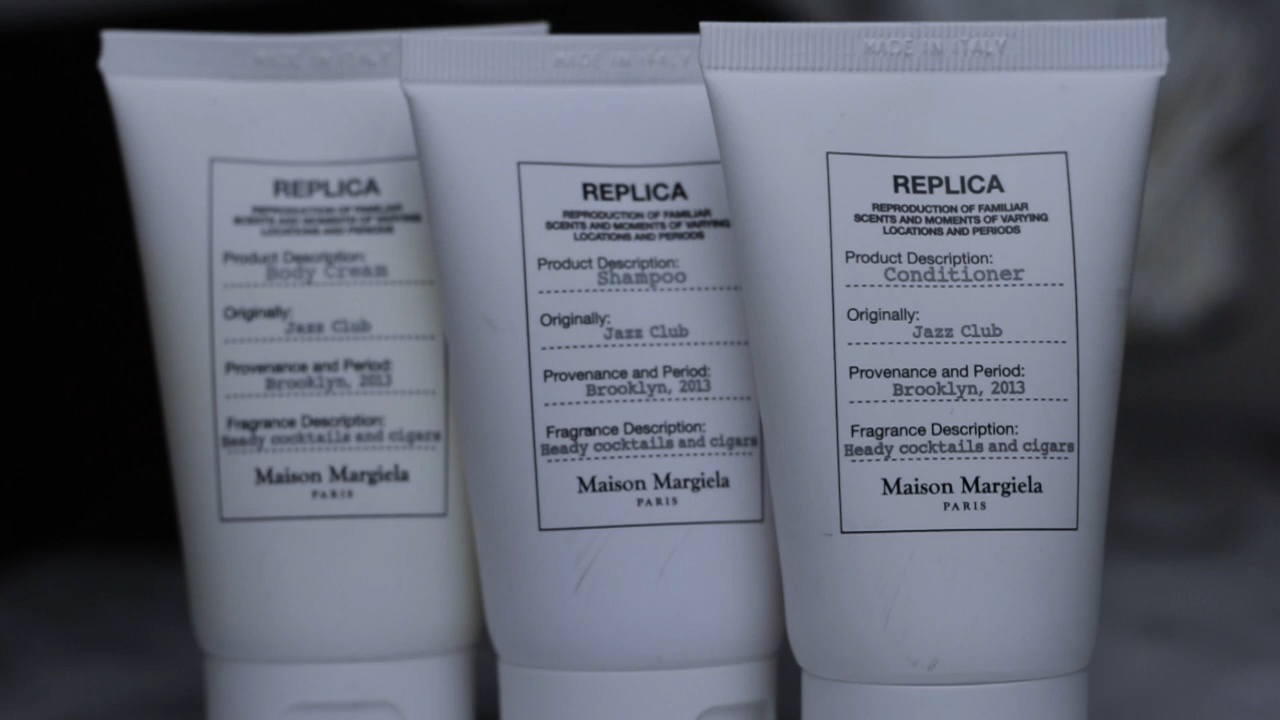 MADE IN ITALY
REPLICA
REPRODUCTION OF FAMILIAR
SCENTS AND MOMENTS OF VARYING
LOCATIONS AND PERIODS
Product Description:
Body Cream
Originally:
Jazz Club
Provenance and Period:
Brooklyn, 2013
Fragrance Description:
Heady cocktails and cigars
Maison Margiela
PARIS
MADE IN ITALY
REPLICA
REPRODUCTION OF FAMILIAR
SCENTS AND MOMENTS OF VARYING
LOCATIONS AND PERIODS
Product Description:
Shampoo
Originally:
Jazz Club
Provenance and Period:
Brooklyn, 2013
Fragrance Description:
Heady cocktails and cigars
Maison Margiela
PARIS
MADE IN ITALY
REPLICA
REPRODUCTION OF FAMILIAR
SCENTS AND MOMENTS OF VARYING
LOCATIONS AND PERIODS
Product Description:
Conditioner
Originally:
Jazz Club
Provenance and Period:
Brooklyn, 2013
Fragrance Description:
Heady cocktails and cigars
Maison Margiela
PARIS